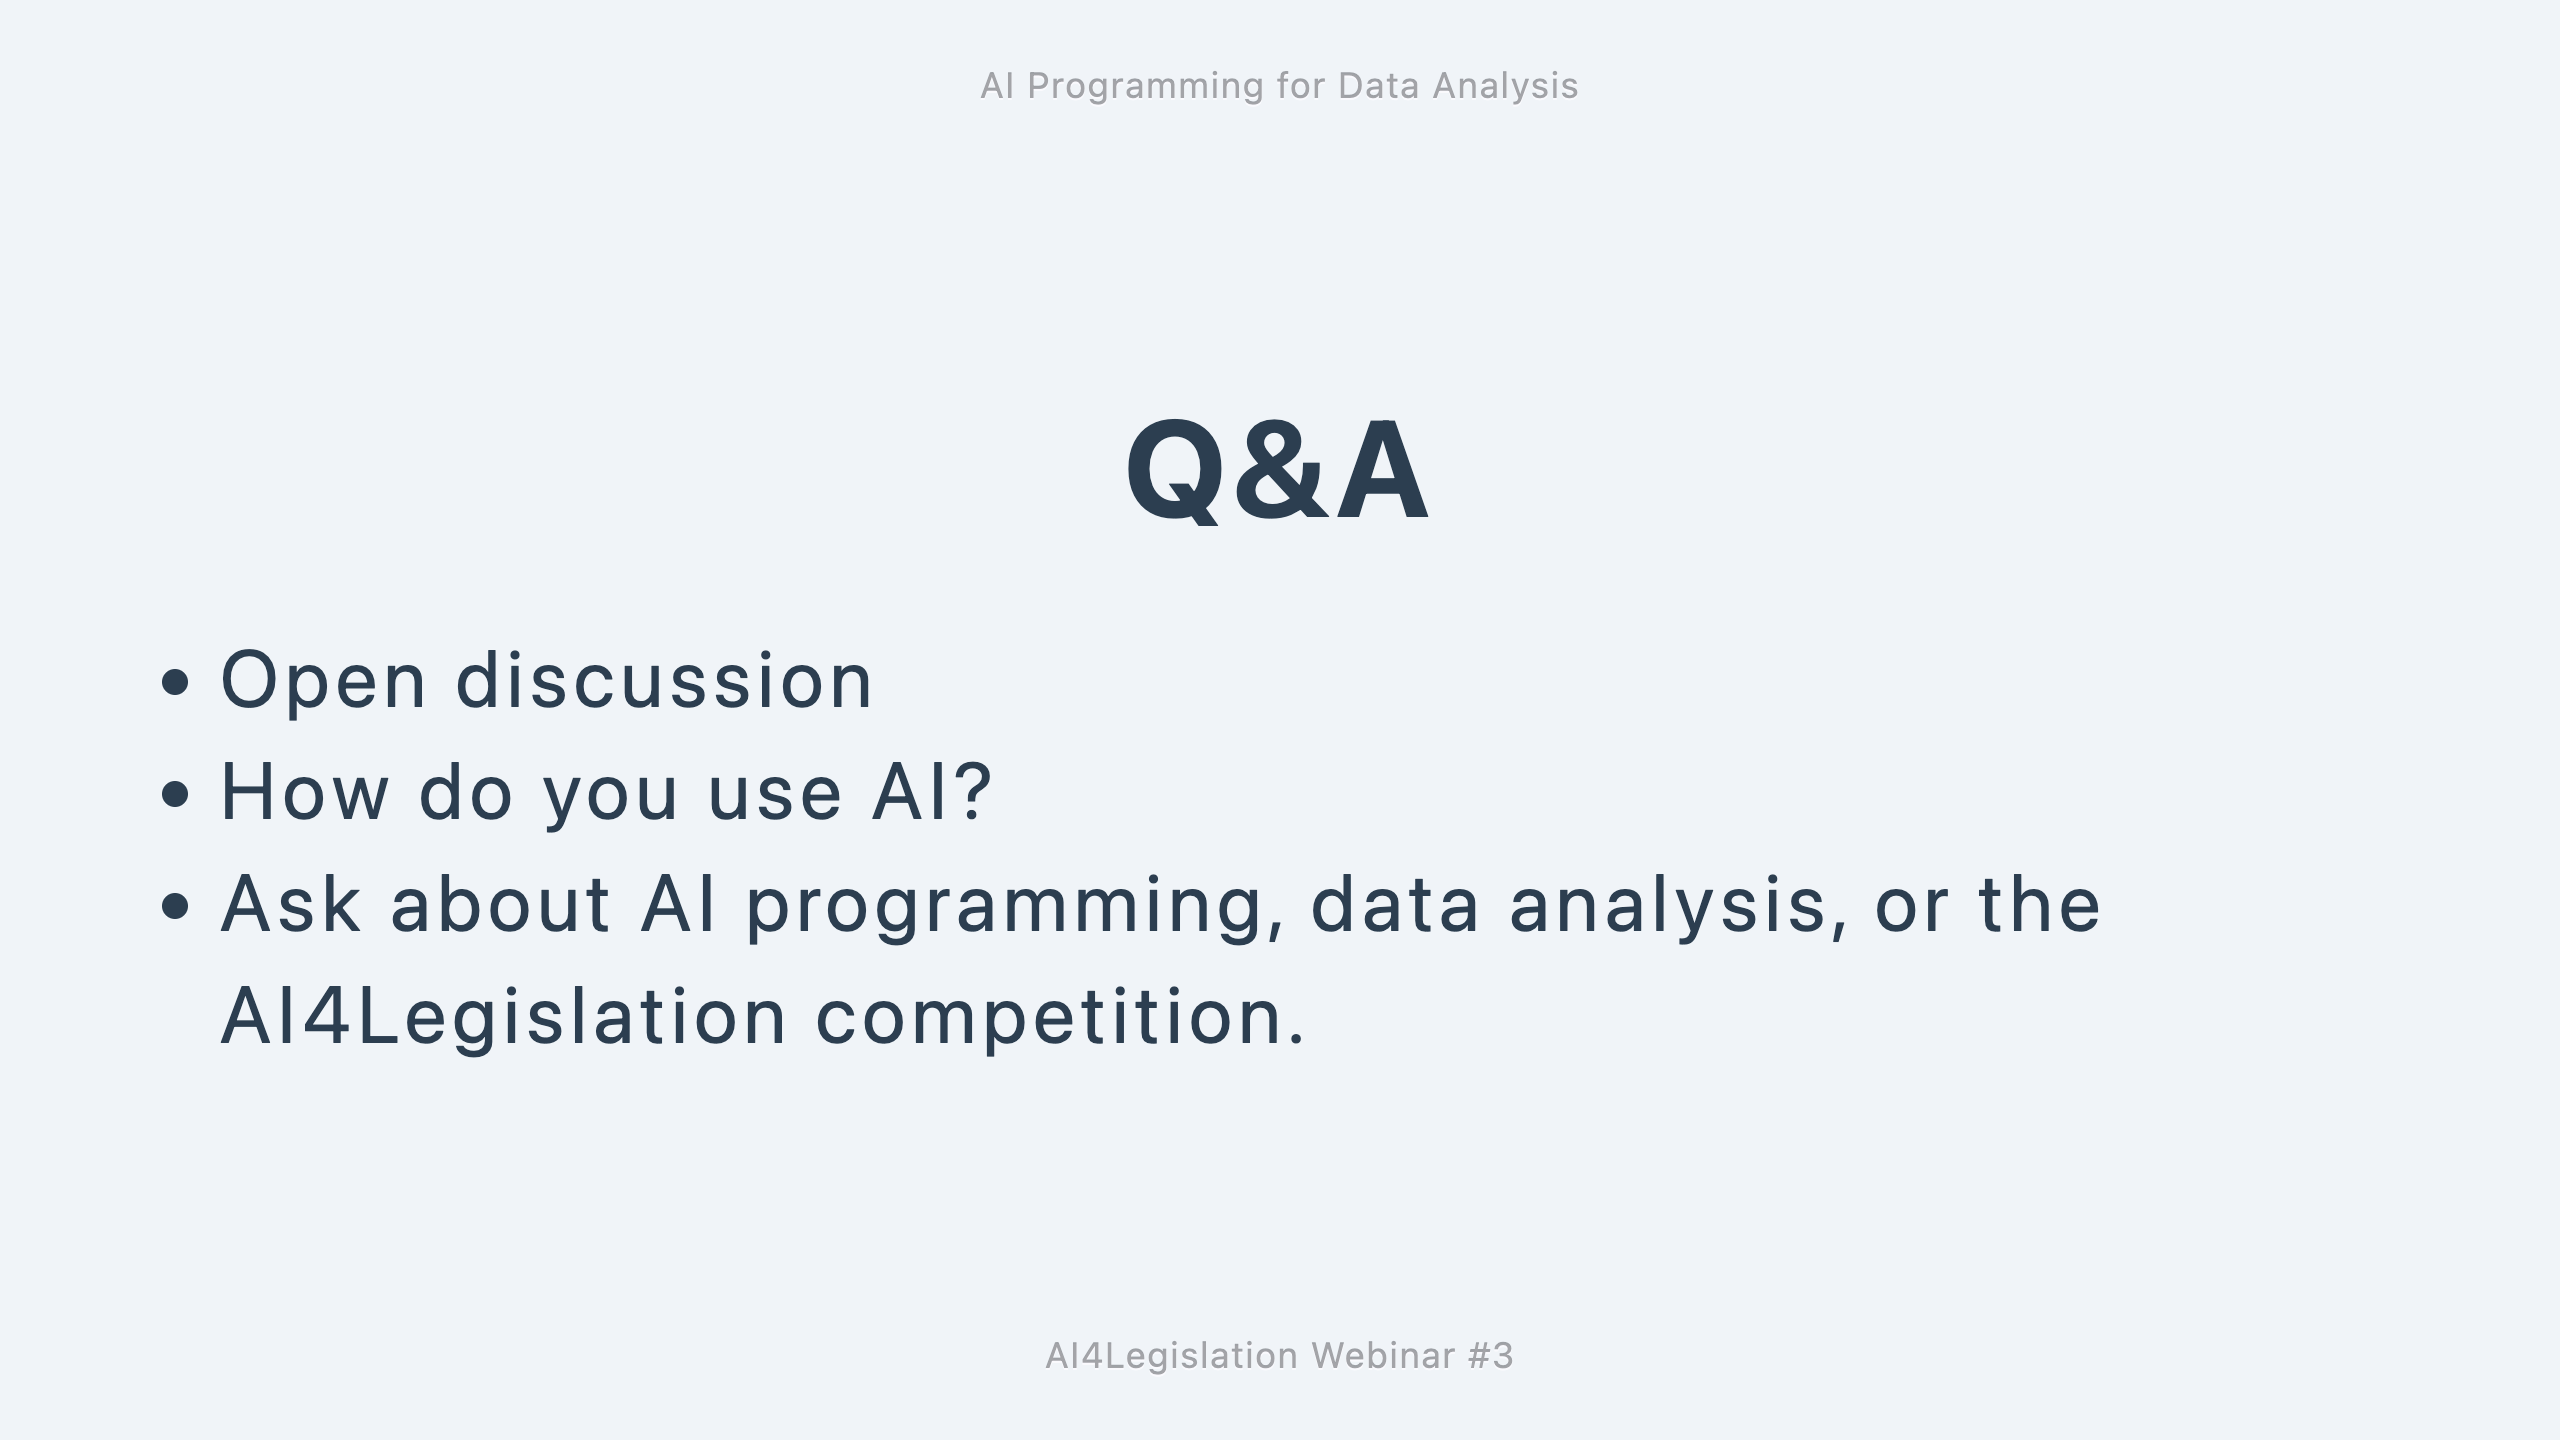 AI Programming for Data Analysis
Q&A
• Open discussion
• How do you use AI?
• Ask about AI programming, data analysis, or the
AI4Legislation competition.
AI4Legislation Webinar #3